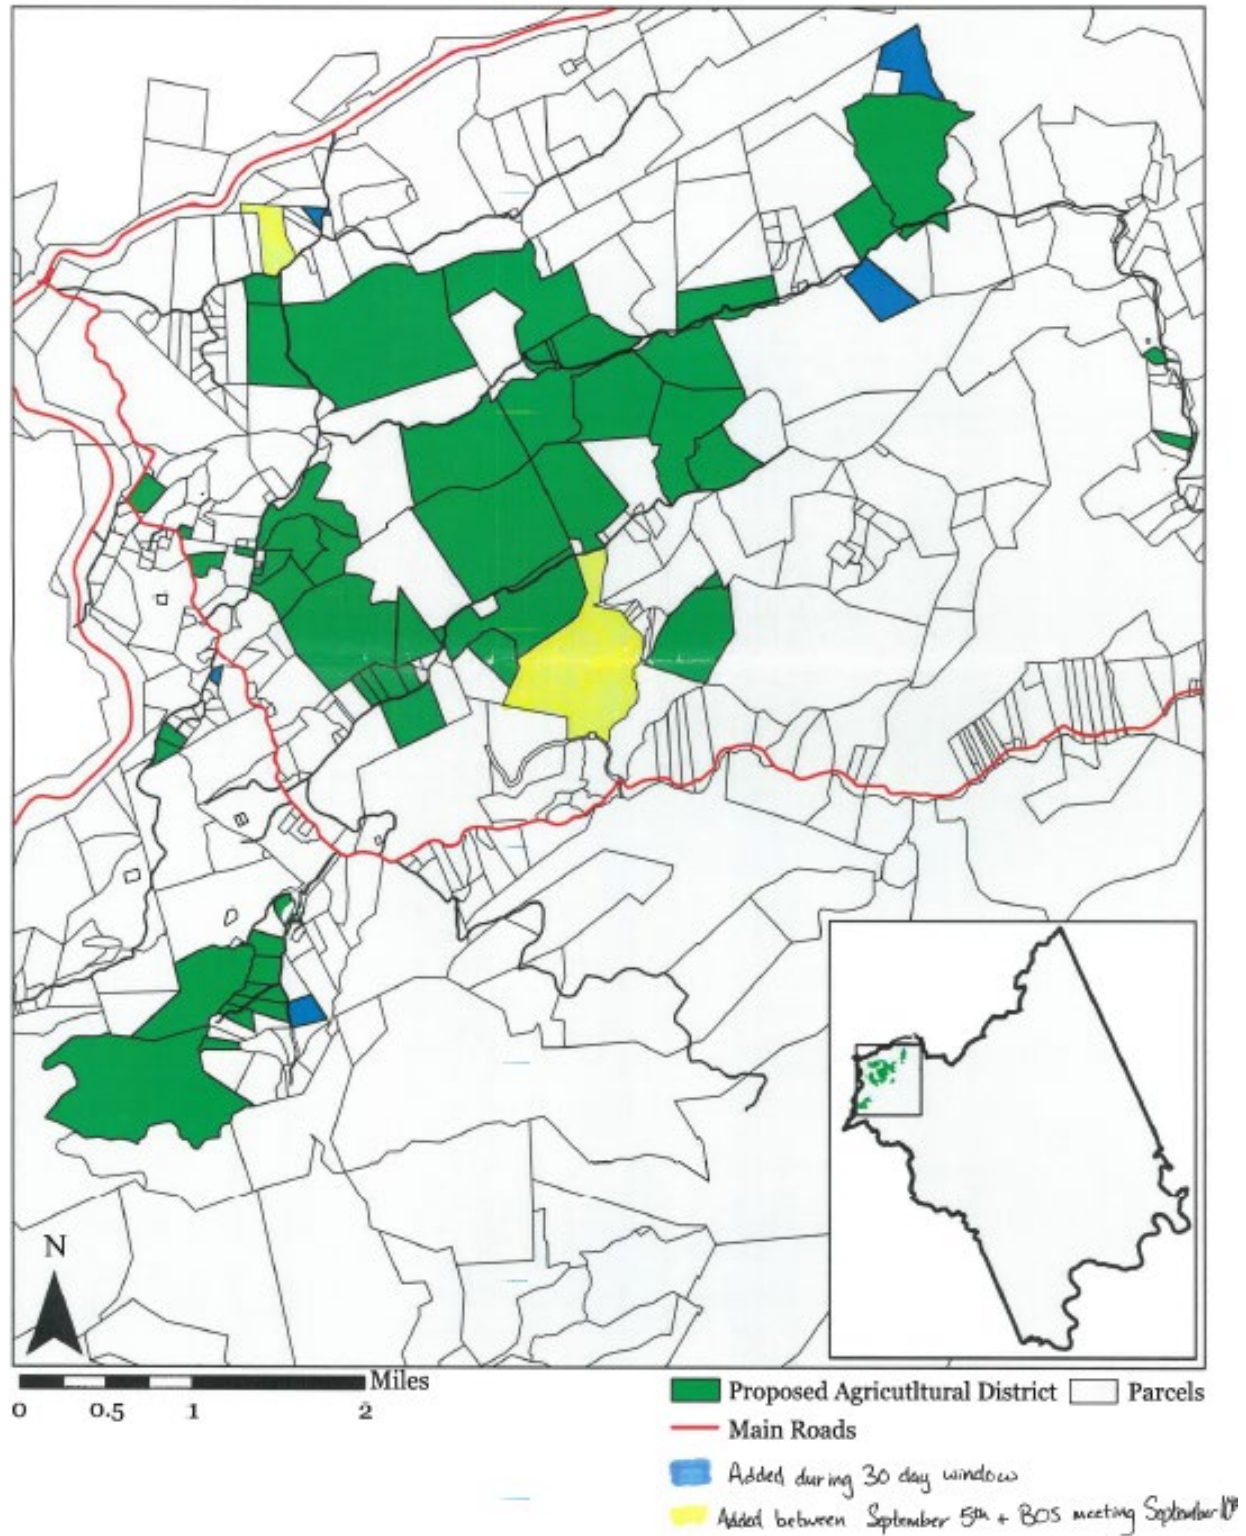 N
Miles
0 0.5 1 2
Proposed Agricutltural District Parcels
Main Roads
Added during 30 day window
Added between September 5th + BOS meeting September 10th